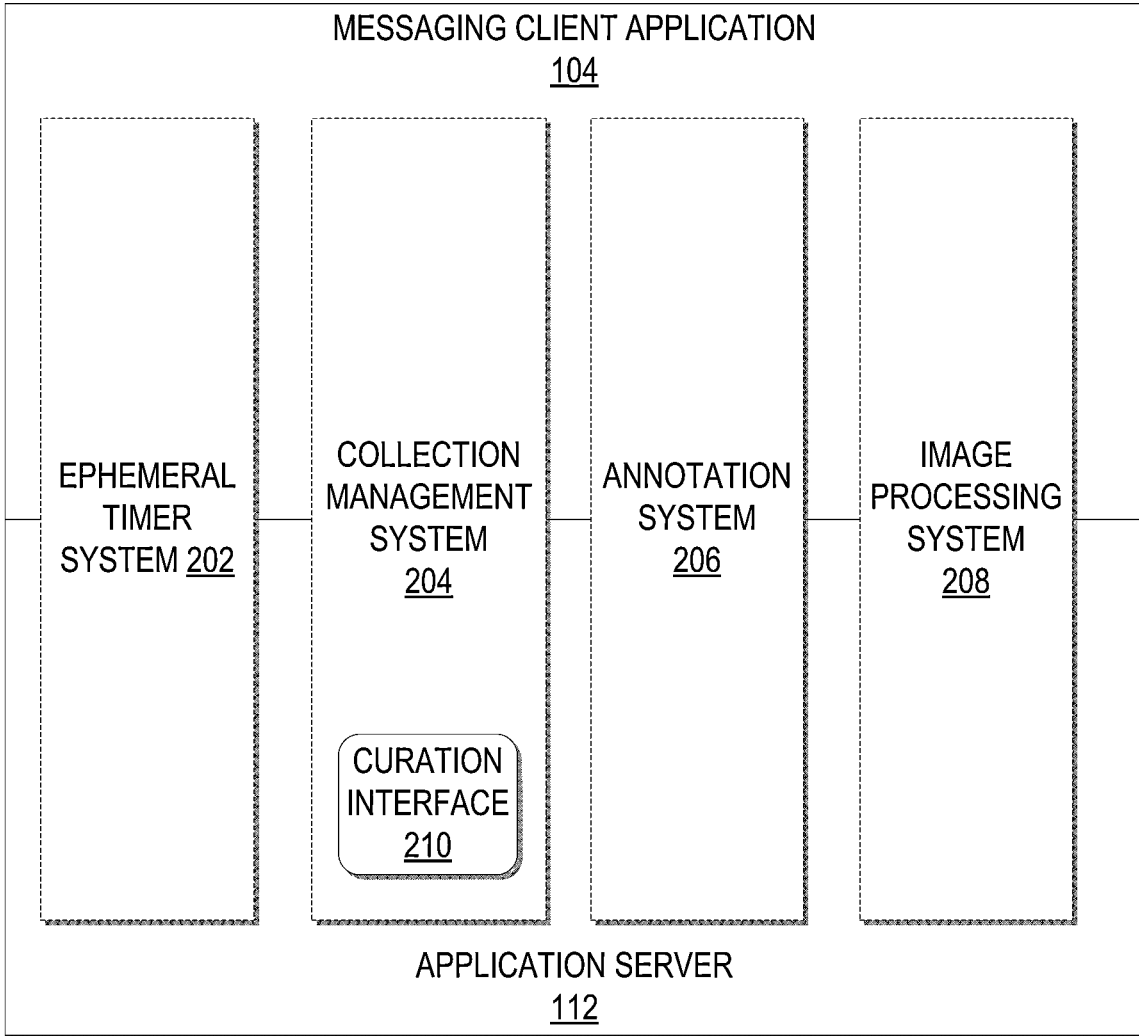 MESSAGING CLIENT APPLICATION
104
EPHEMERAL
TIMER
SYSTEM 202
COLLECTION
MANAGEMENT
SYSTEM
204
CURATION
INTERFACE
210
ANNOTATION
SYSTEM
206
IMAGE
PROCESSING
SYSTEM
208
APPLICATION SERVER
112